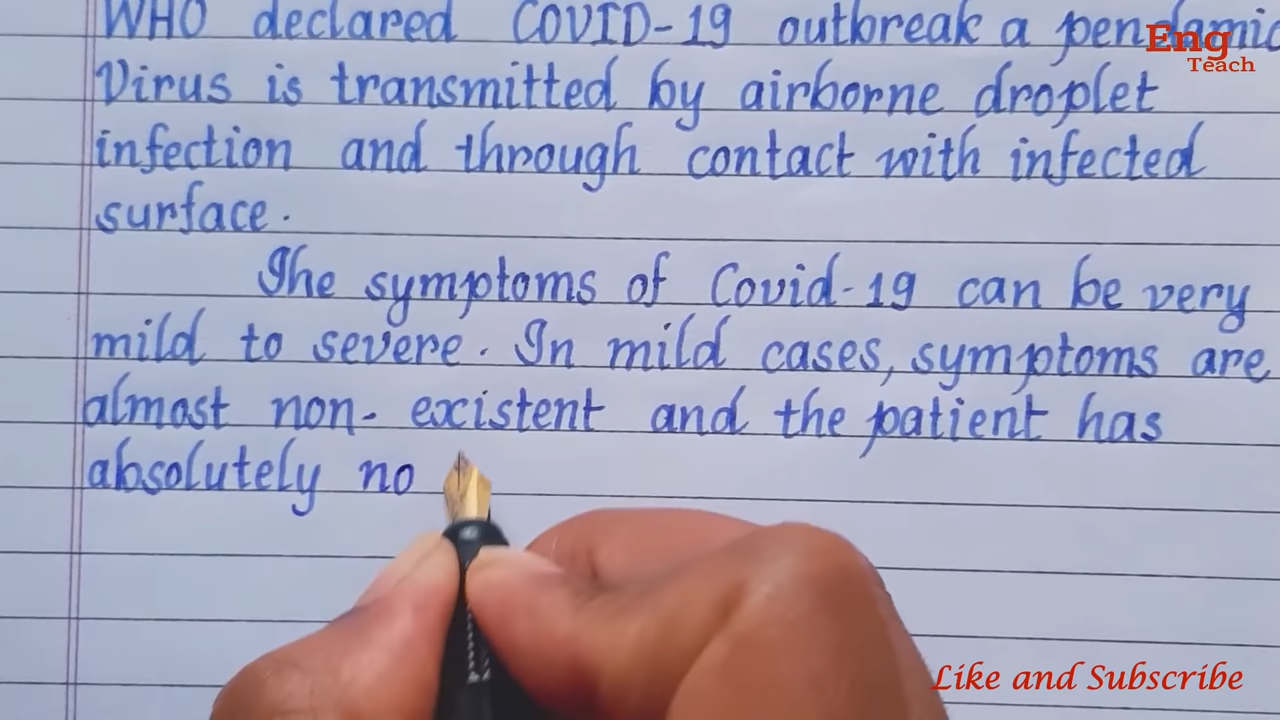 WHO declared COVID-19 outbreak a pendamic
Eng
Teach
Virus is transmitted by airborne droplet
infection and through contact with infected
surface.
The symptoms of Covid-19 can be very
mild to severe. In mild cases, symptoms are
almost non-existent and the patient has
absolutely no
Like and Subscribe